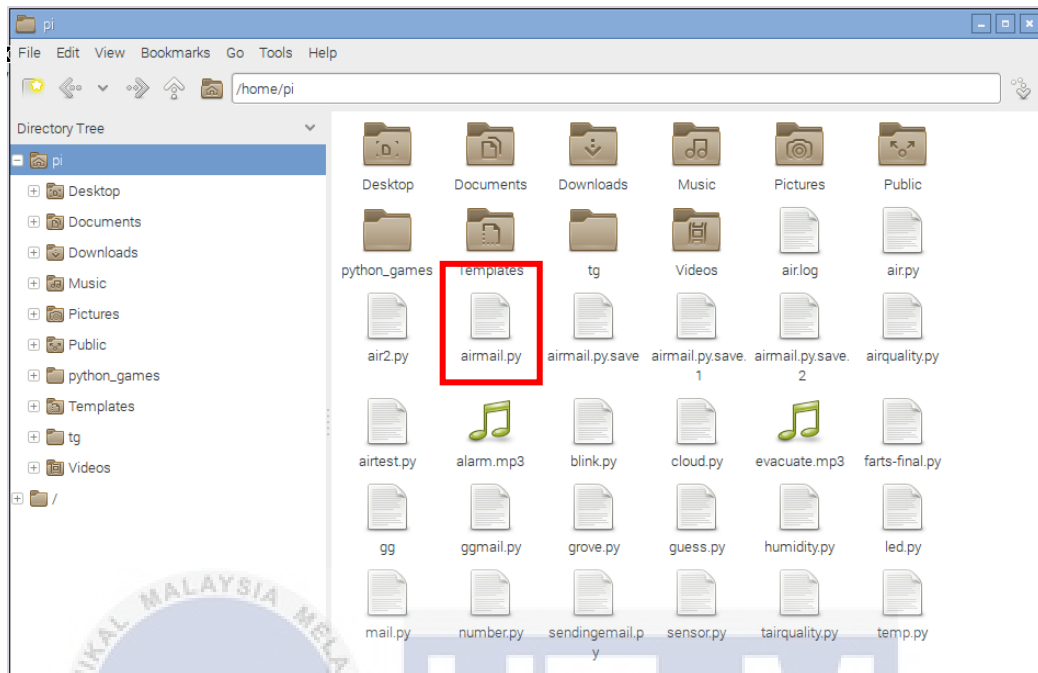 pi
File Edit View Bookmarks Go Tools Help
/home/pi
Directory Tree
pi
Desktop
Documents
Downloads
Music
Pictures
Public
python_games
Templates
tg
Videos
/
Desktop Documents Downloads Music Pictures Public
python_games Templates tg Videos air.log air.py
air2.py airmail.py airmail.py.save airmail.py.save. airmail.py.save. airquality.py
1 2
airtest.py alarm.mp3 blink.py cloud.py evacuate.mp3 farts-final.py
gg ggmail.py grove.py guess.py humidity.py led.py
mail.py number.py sendingemail.p sensor.py tairquality.py temp.py
y
MALAYSIA